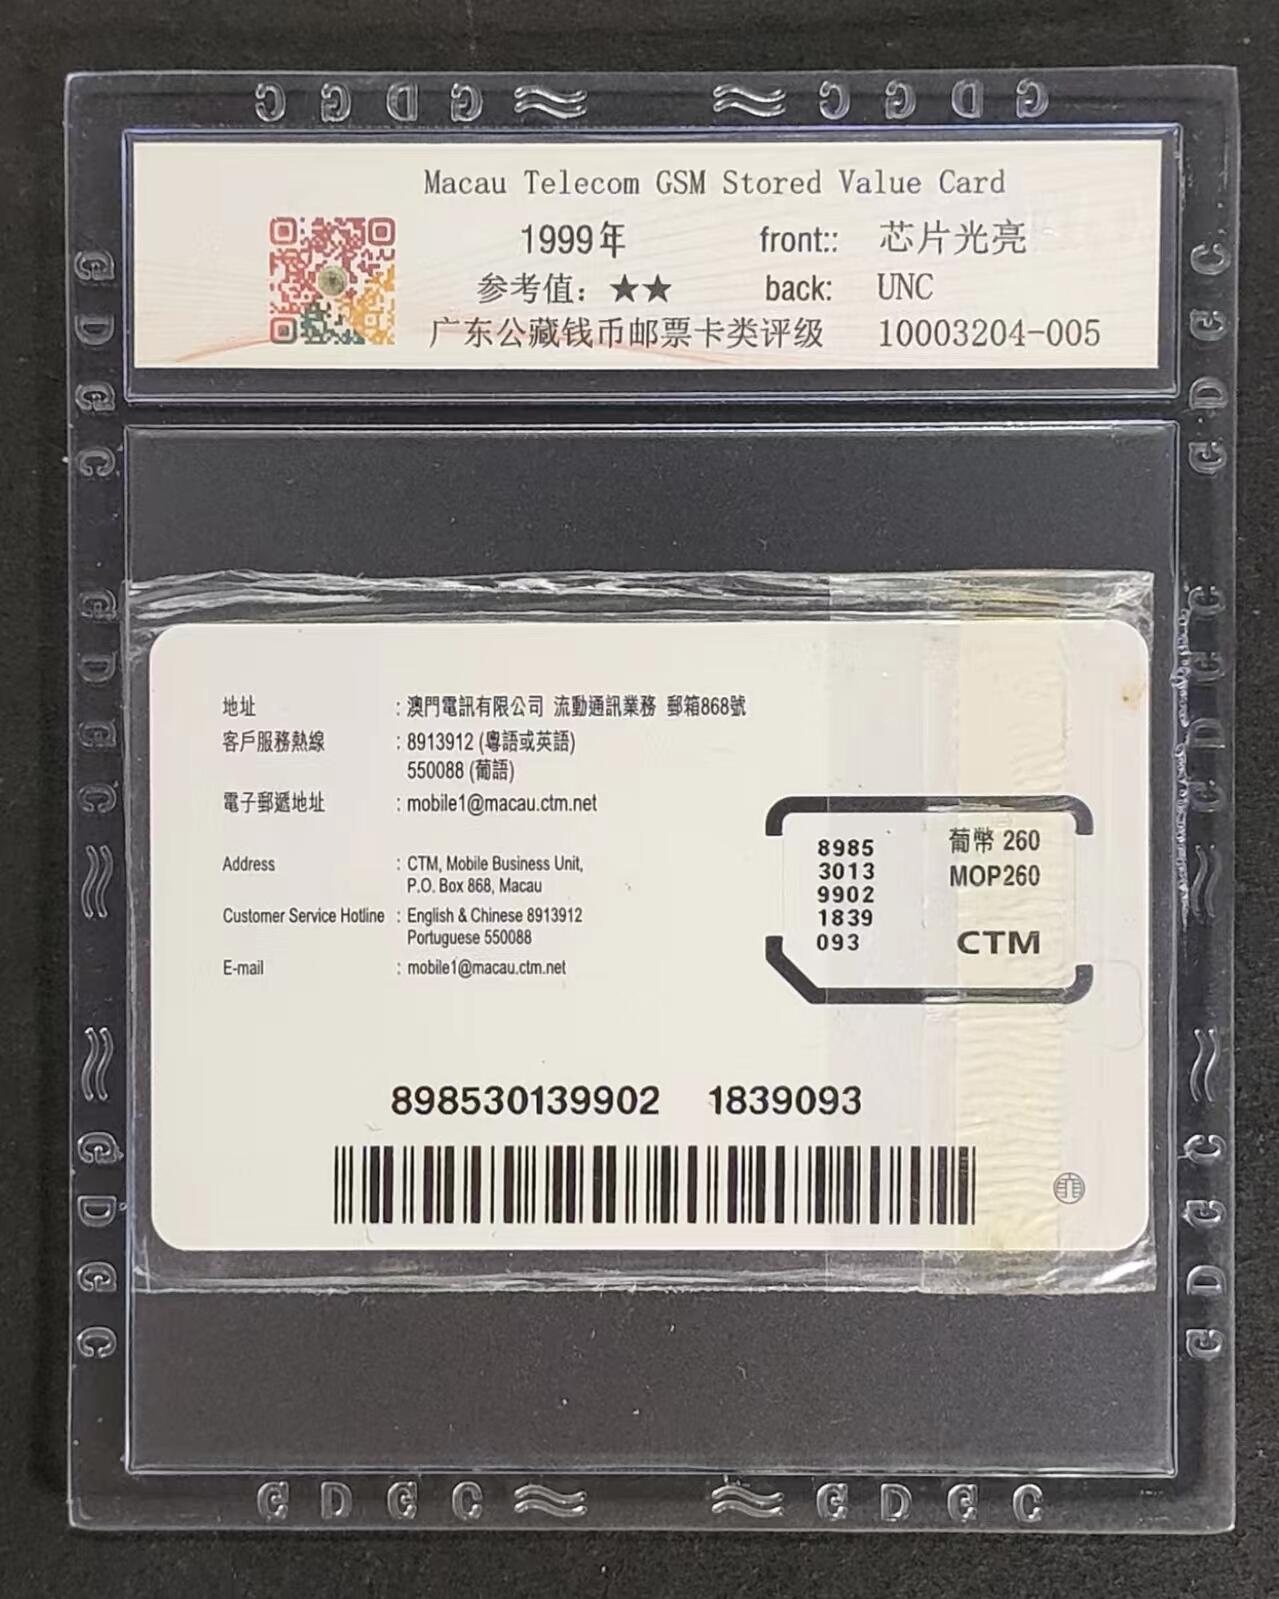 G D G C
C G D G
Macau Telecom GSM Stored Value Card
1999年 front:: 芯片光亮
参考值：★★ back: UNC
广东公藏钱币邮票卡类评级 10003204-005
地址 : 澳門電訊有限公司 流動通訊業務 郵箱868號
客戶服務熱線 : 8913912 (粵語或英語)
550088 (葡語)
電子郵遞地址 : mobile1@macau.ctm.net
Address : CTM, Mobile Business Unit,
P.O. Box 868, Macau
Customer Service Hotline : English & Chinese 8913912
Portuguese 550088
E-mail : mobile1@macau.ctm.net
8985
3013
9902
1839
093
葡幣 260
MOP260
CTM
898530139902 1839093
G D G C
G D G C